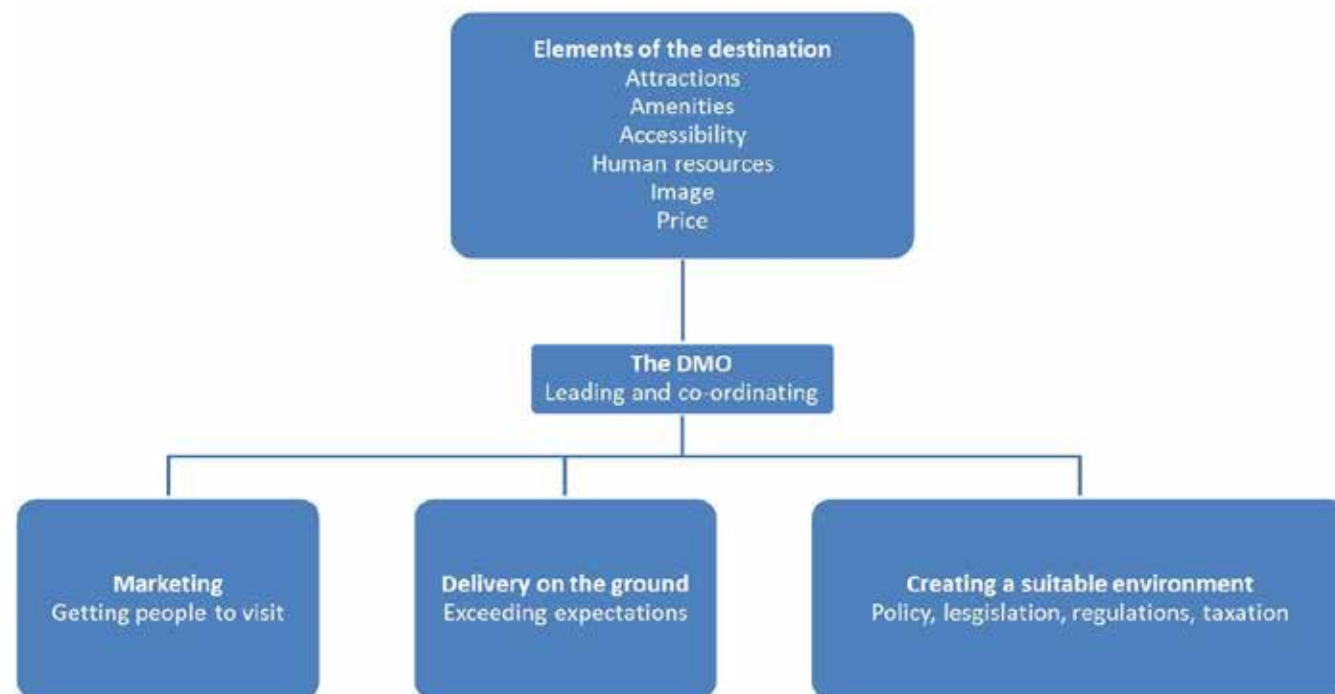 Elements of the destination
Attractions
Amenities
Accessibility
Human resources
Image
Price
The DMO
Leading and co-ordinating
Marketing
Getting people to visit
Delivery on the ground
Exceeding expectations
Creating a suitable environment
Policy, lesgislation, regulations, taxation